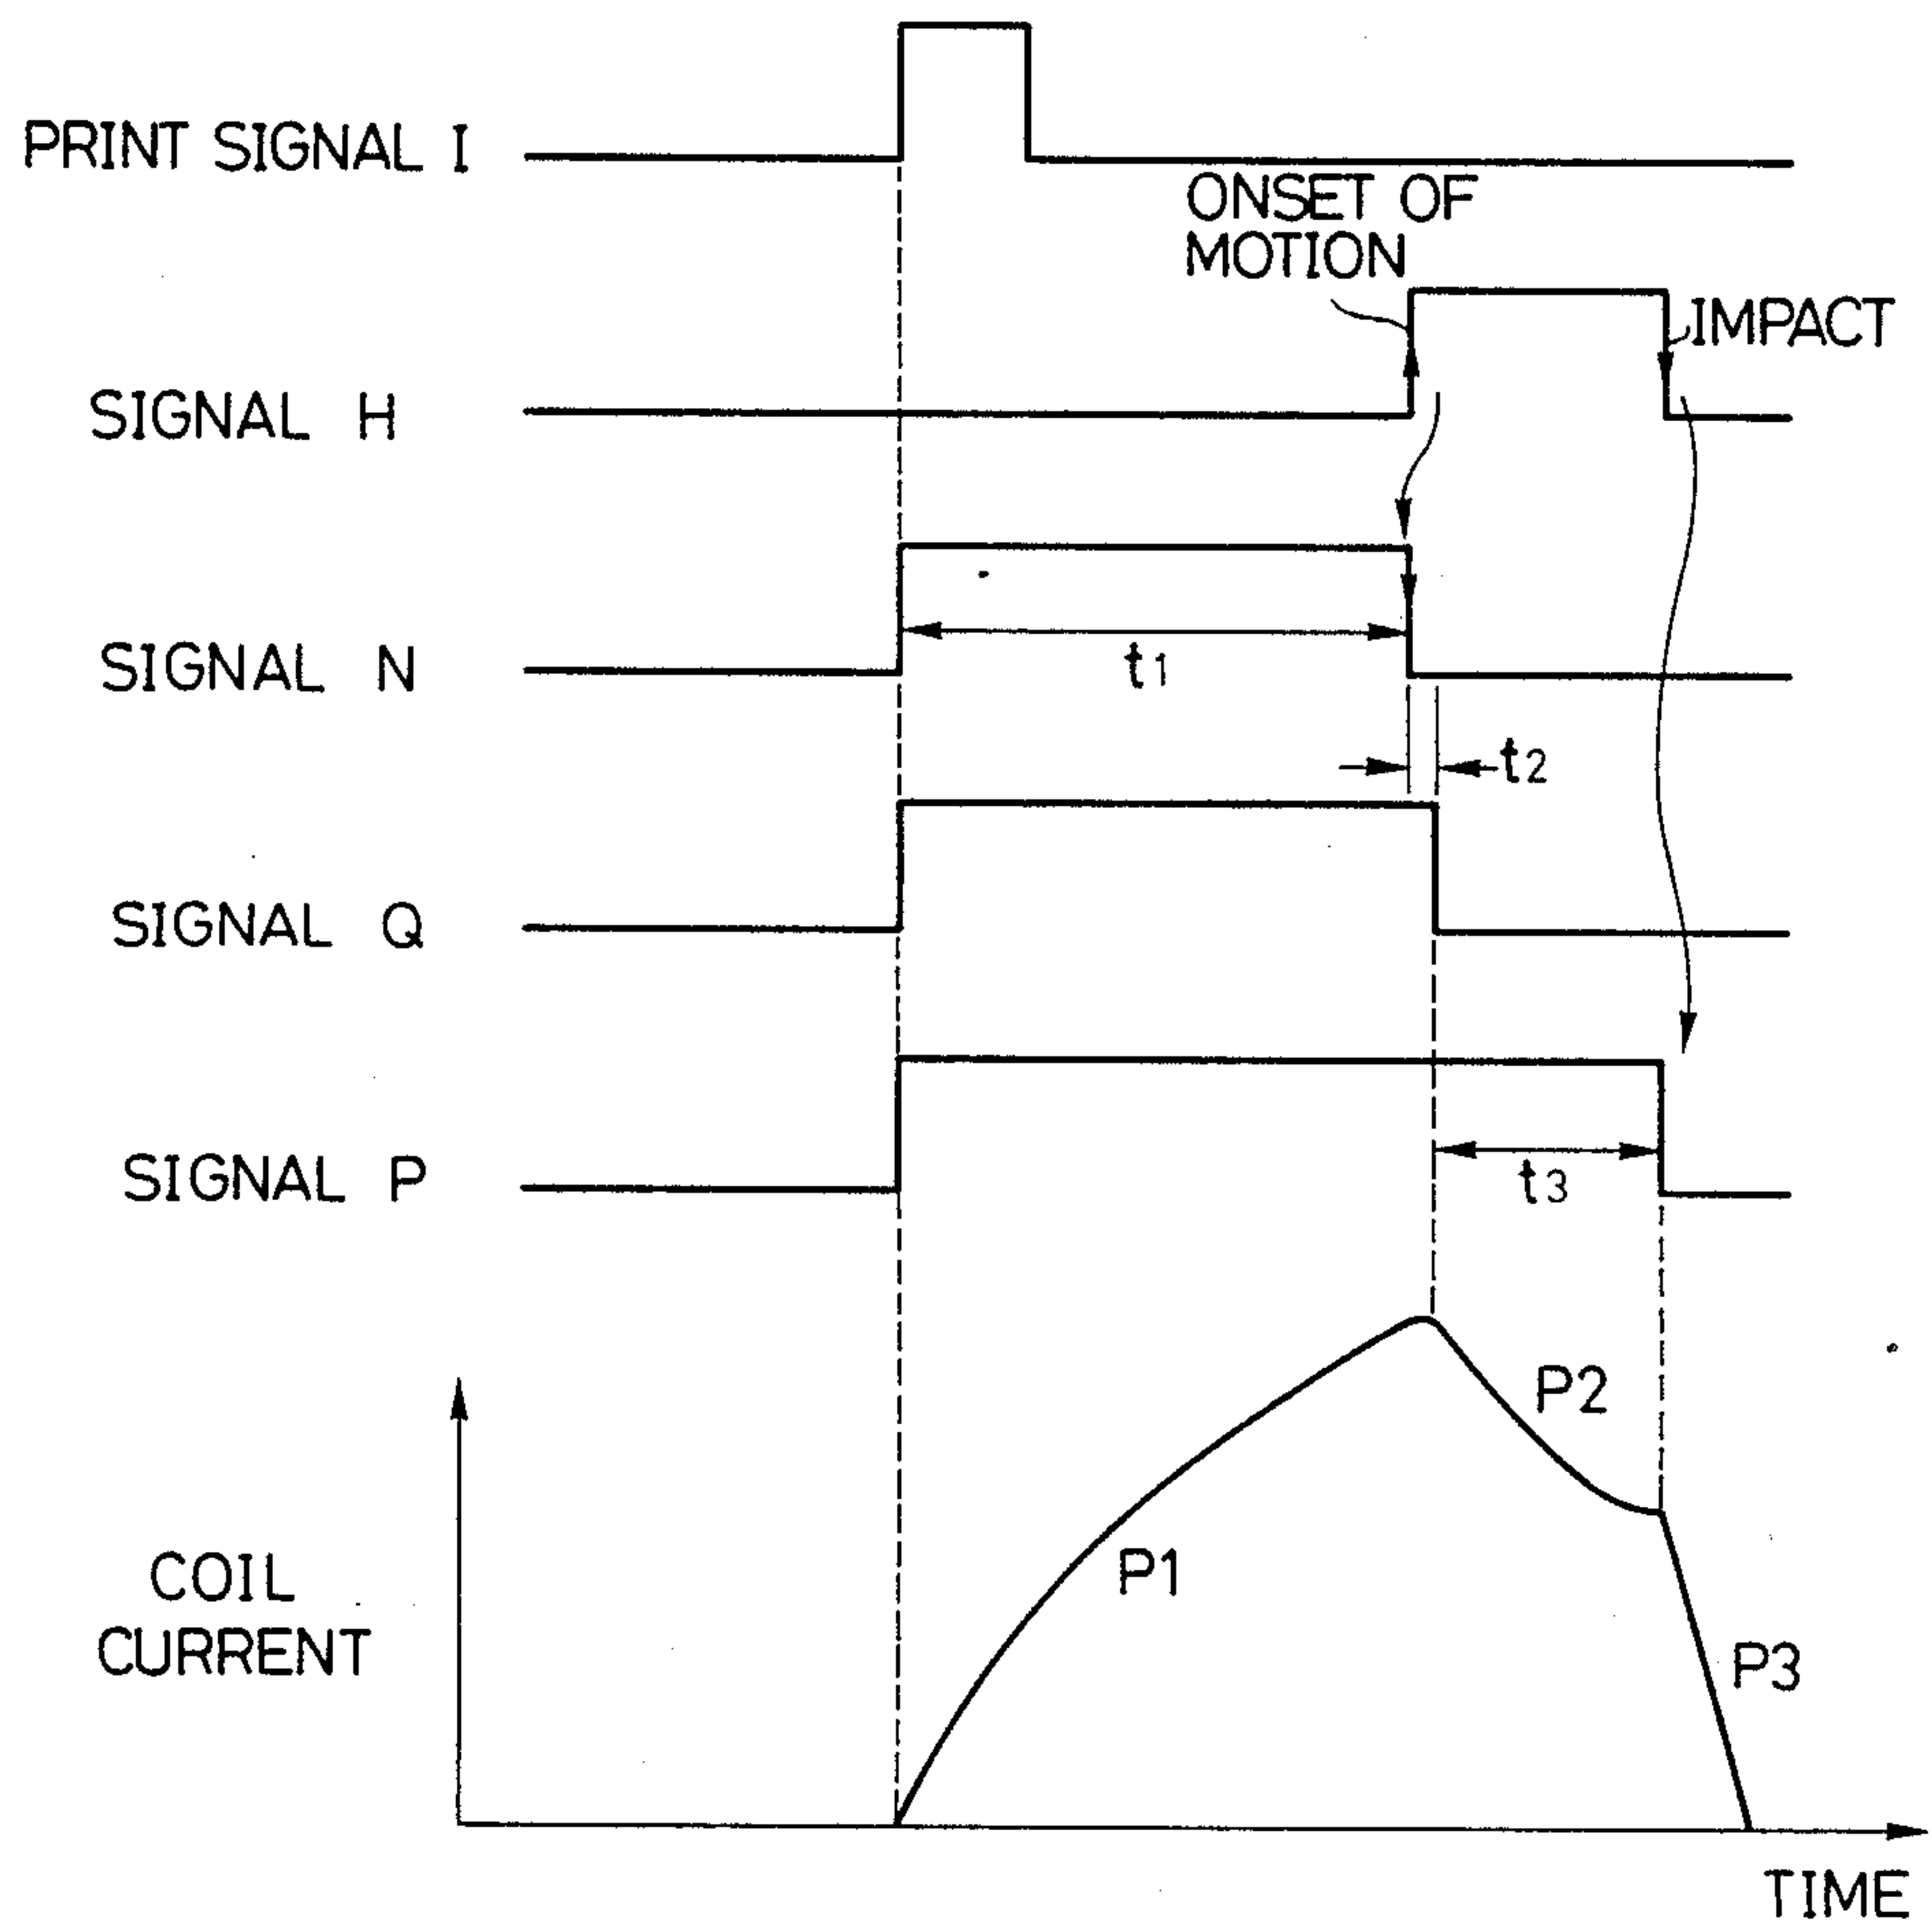 PRINT SIGNAL I
ONSET OF
MOTION
IMPACT
SIGNAL H
SIGNAL N
t1
t2
SIGNAL Q
SIGNAL P
t3
P2
P1
COIL
CURRENT
P3
TIME